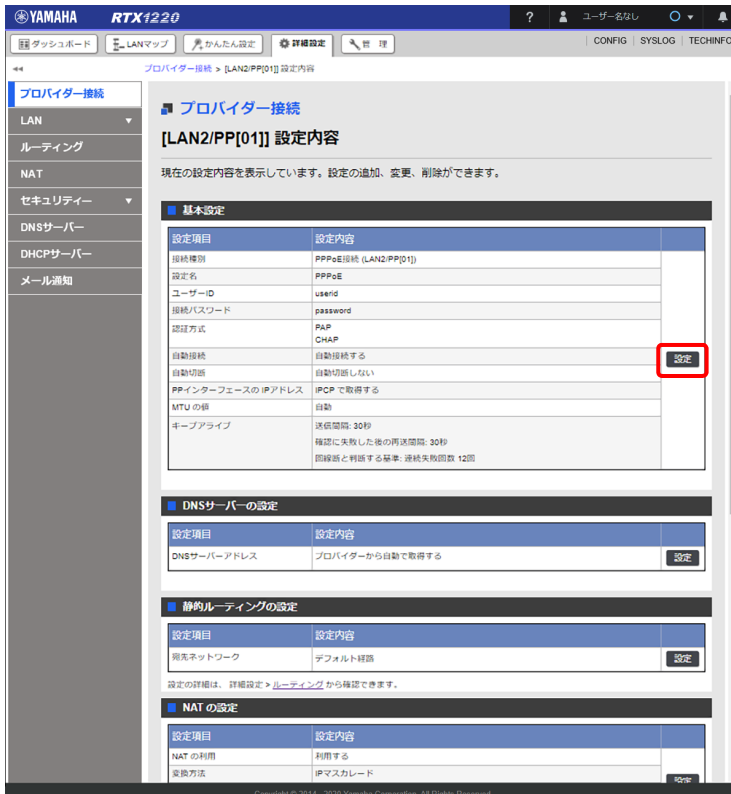 YAMAHA RTX1220 ? ユーザー名なし
ダッシュボード LANマップ かんたん設定 詳細設定 管 理 CONFIG SYSLOG TECHINFO
プロバイダー接続 > [LAN2/PP[01]] 設定内容
プロバイダー接続
LAN
ルーティング
NAT
セキュリティー
DNSサーバー
DHCPサーバー
メール通知
プロバイダー接続
[LAN2/PP[01]] 設定内容
現在の設定内容を表示しています。設定の追加、変更、削除ができます。
基本設定
設定項目 設定内容
接続種別 PPPoE接続 (LAN2/PP[01])
設定名 PPPoE
ユーザーID userid
接続パスワード password
認証方式 PAP
CHAP
自動接続 自動接続する
設定
自動切断 自動切断しない
PPインターフェースの IPアドレス IPCP で取得する
MTU の値 自動
キープアライブ 送信間隔: 30秒
確認に失敗した後の再送間隔: 30秒
回線断と判断する基準: 連続失敗回数 12回
DNSサーバーの設定
設定項目 設定内容
DNSサーバーアドレス プロバイダーから自動で取得する 設定
静的ルーティングの設定
設定項目 設定内容
宛先ネットワーク デフォルト経路 設定
設定の詳細は、 詳細設定 > ルーティング から確認できます。
NAT の設定
設定項目 設定内容
NAT の利用 利用する
変換方法 IPマスカレード
設定
Copyright © 2014 - 2020 Yamaha Corporation. All Rights Reserved.